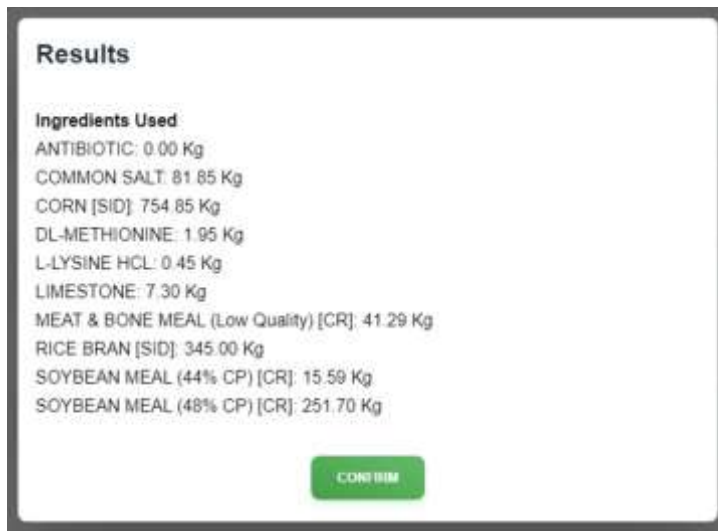 Results
Ingredients Used
ANTIBIOTIC: 0.00 Kg
COMMON SALT: 81.85 Kg
CORN [SID]: 754.85 Kg
DL-METHIONINE: 1.95 Kg
L-LYSINE HCL: 0.45 Kg
LIMESTONE: 7.30 Kg
MEAT & BONE MEAL (Low Quality) [CR]: 41.29 Kg
RICE BRAN [SID]: 345.00 Kg
SOYBEAN MEAL (44% CP) [CR]: 15.59 Kg
SOYBEAN MEAL (48% CP) [CR]: 251.70 Kg
CONFIRM